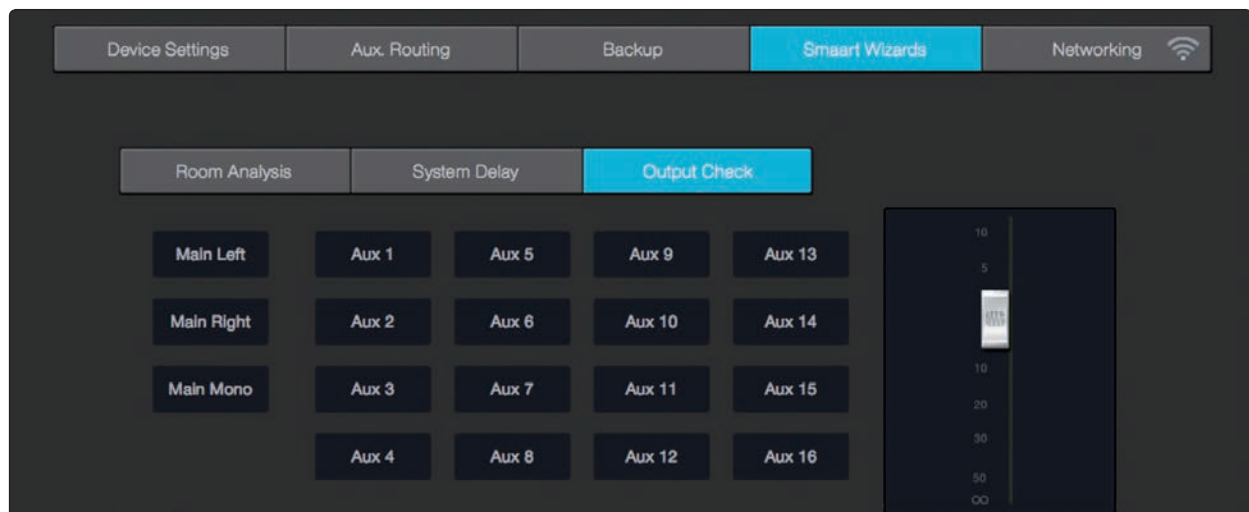 Device Settings Aux. Routing Backup Smaart Wizards Networking
Room Analysis System Delay Output Check
Main Left Aux 1 Aux 5 Aux 9 Aux 13
Main Right Aux 2 Aux 6 Aux 10 Aux 14
Main Mono Aux 3 Aux 7 Aux 11 Aux 15
Aux 4 Aux 8 Aux 12 Aux 16
10
5
10
20
30
50
∞